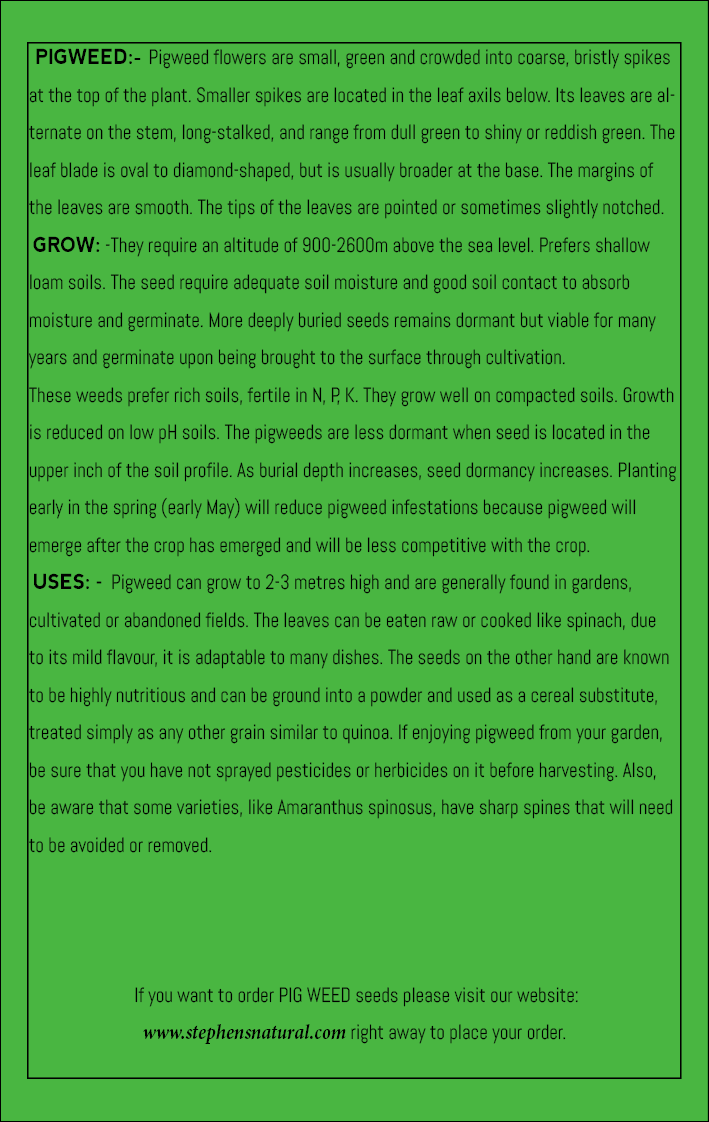 PIGWEED:- Pigweed flowers are small, green and crowded into coarse, bristly spikes
at the top of the plant. Smaller spikes are located in the leaf axils below. Its leaves are al-
ternate on the stem, long-stalked, and range from dull green to shiny or reddish green. The
leaf blade is oval to diamond-shaped, but is usually broader at the base. The margins of
the leaves are smooth. The tips of the leaves are pointed or sometimes slightly notched.
GROW: -They require an altitude of 900-2600m above the sea level. Prefers shallow
loam soils. The seed require adequate soil moisture and good soil contact to absorb
moisture and germinate. More deeply buried seeds remains dormant but viable for many
years and germinate upon being brought to the surface through cultivation.
These weeds prefer rich soils, fertile in N, P, K. They grow well on compacted soils. Growth
is reduced on low pH soils. The pigweeds are less dormant when seed is located in the
upper inch of the soil profile. As burial depth increases, seed dormancy increases. Planting
early in the spring (early May) will reduce pigweed infestations because pigweed will
emerge after the crop has emerged and will be less competitive with the crop.
USES: - Pigweed can grow to 2-3 metres high and are generally found in gardens,
cultivated or abandoned fields. The leaves can be eaten raw or cooked like spinach, due
to its mild flavour, it is adaptable to many dishes. The seeds on the other hand are known
to be highly nutritious and can be ground into a powder and used as a cereal substitute,
treated simply as any other grain similar to quinoa. If enjoying pigweed from your garden,
be sure that you have not sprayed pesticides or herbicides on it before harvesting. Also,
be aware that some varieties, like Amaranthus spinosus, have sharp spines that will need
to be avoided or removed.
If you want to order PIG WEED seeds please visit our website:
www.stephensnatural.com right away to place your order.